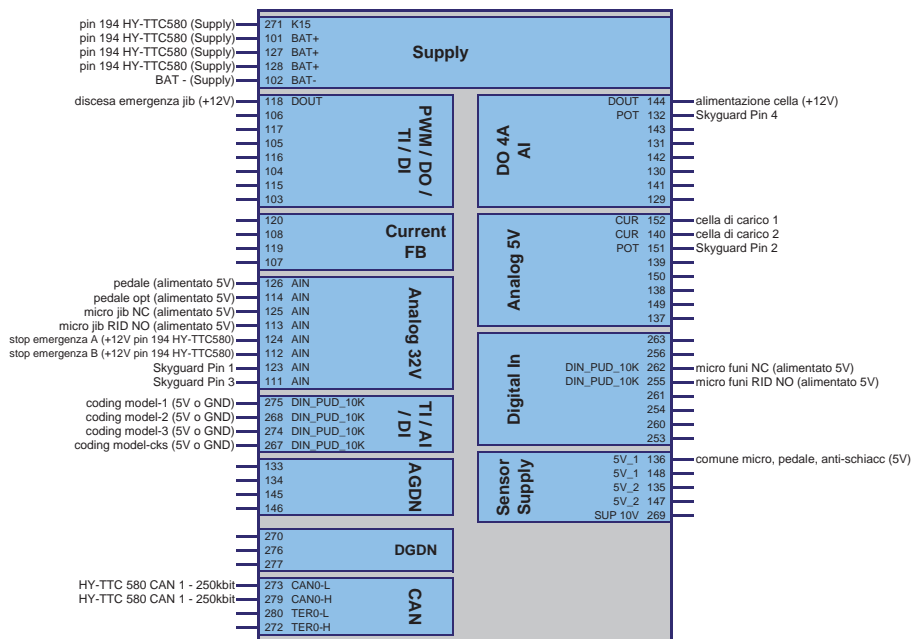 pin 194 HY-TTC580 (Supply) 271 K15
pin 194 HY-TTC580 (Supply) 101 BAT+
pin 194 HY-TTC580 (Supply) 127 BAT+
pin 194 HY-TTC580 (Supply) 128 BAT+
BAT - (Supply) 102 BAT-
Supply
discesa emergenza jib (+12V) 118 DOUT
106
117
105
116
104
115
103
PWM / DO /
TI / DI
120
108
119
107
Current
FB
pedale (alimentato 5V) 126 AIN
pedale opt (alimentato 5V) 114 AIN
micro jib NC (alimentato 5V) 125 AIN
micro jib RID NO (alimentato 5V) 113 AIN
stop emergenza A (+12V pin 194 HY-TTC580) 124 AIN
stop emergenza B (+12V pin 194 HY-TTC580) 112 AIN
Skyguard Pin 1 123 AIN
Skyguard Pin 3 111 AIN
Analog 32V
coding model-1 (5V o GND) 275 DIN_PUD_10K
coding model-2 (5V o GND) 268 DIN_PUD_10K
coding model-3 (5V o GND) 274 DIN_PUD_10K
coding model-cks (5V o GND) 267 DIN_PUD_10K
TI / AI
/ DI
133
134
145
146
AGDN
270
276
277
DGDN
HY-TTC 580 CAN 1 - 250kbit 273 CAN0-L
HY-TTC 580 CAN 1 - 250kbit 279 CAN0-H
280 TER0-L
272 TER0-H
CAN
DO 4A
AI
DOUT 144 alimentazione cella (+12V)
POT 132 Skyguard Pin 4
143
131
142
130
141
129
Analog 5V
CUR 152 cella di carico 1
CUR 140 cella di carico 2
POT 151 Skyguard Pin 2
139
150
138
149
137
Digital In
263
256
DIN_PUD_10K 262 micro funi NC (alimentato 5V)
DIN_PUD_10K 255 micro funi RID NO (alimentato 5V)
261
254
260
253
Sensor
Supply
5V_1 136 comune micro, pedale, anti-schiacc (5V)
5V_1 148
5V_2 135
5V_2 147
SUP 10V 269